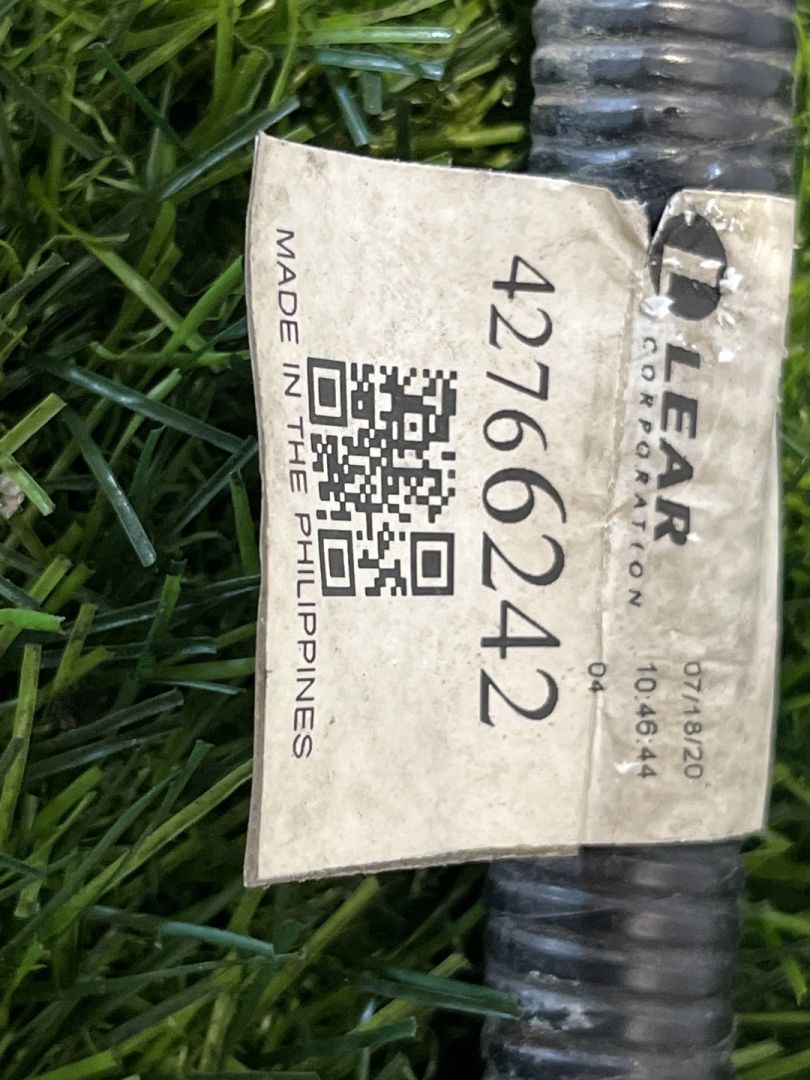 LEAR
CORPORATION
07/18/20
10:46:44
04
42766242
MADE IN THE PHILIPPINES